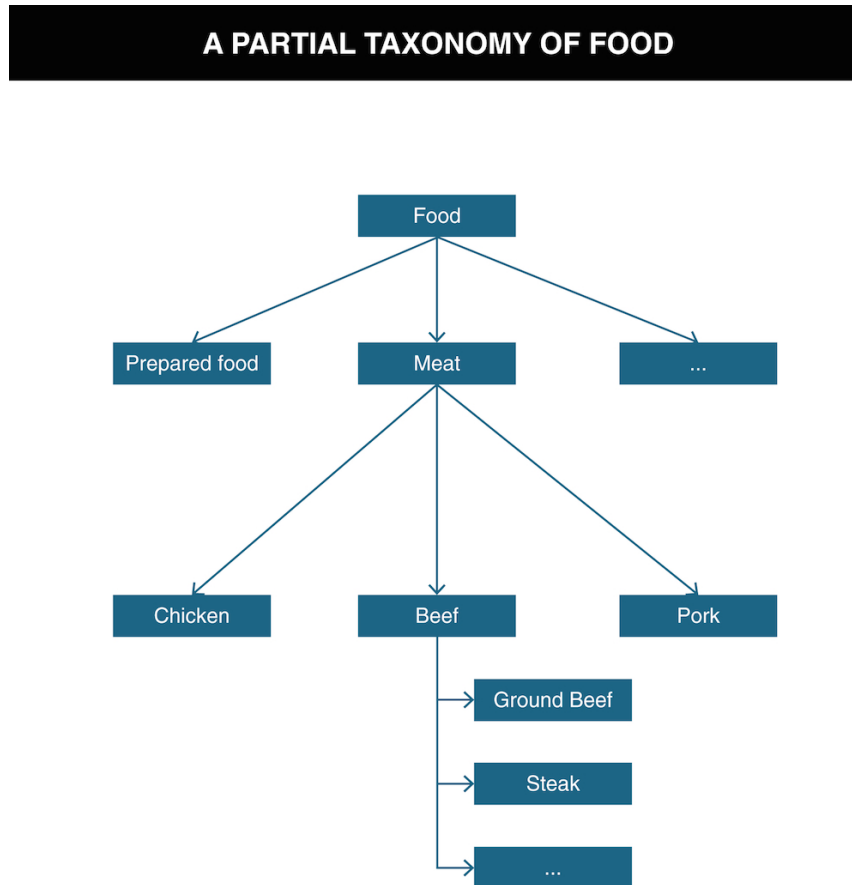 A PARTIAL TAXONOMY OF FOOD
Food
Prepared food
Meat
...
Chicken
Beef
Pork
Ground Beef
Steak
...